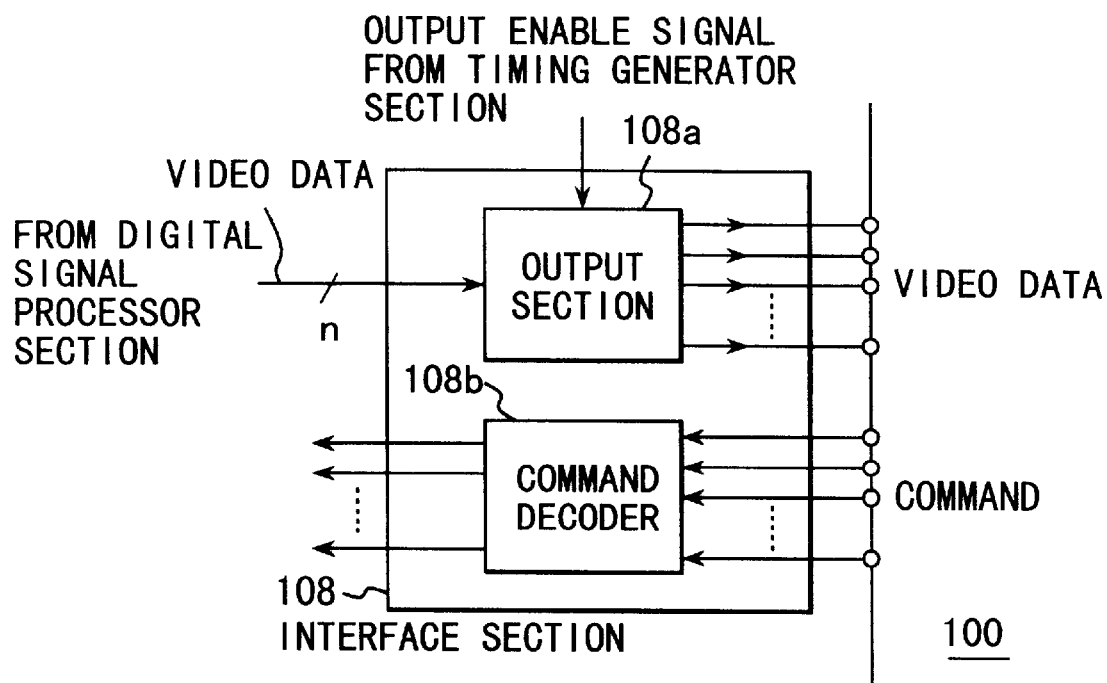 OUTPUT ENABLE SIGNAL
FROM TIMING GENERATOR
SECTION
108a
VIDEO DATA
FROM DIGITAL
SIGNAL
PROCESSOR
SECTION
n
OUTPUT
SECTION
VIDEO DATA
108b
COMMAND
DECODER
COMMAND
108
INTERFACE SECTION
100